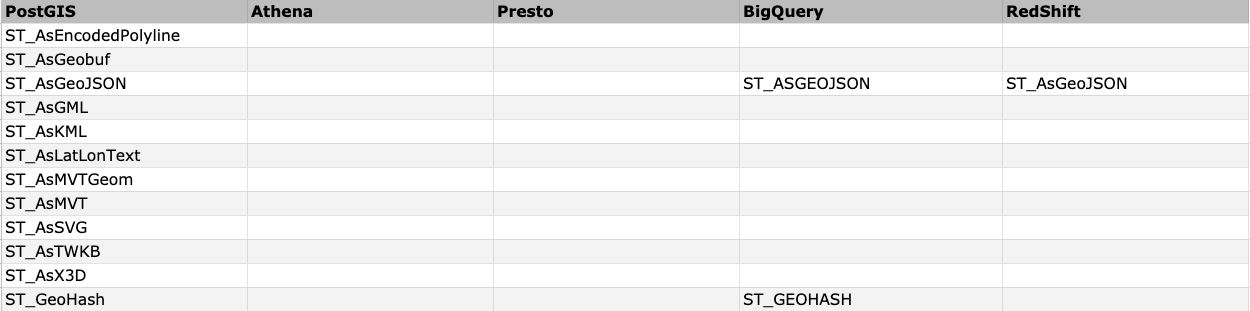 PostGIS Athena Presto BigQuery RedShift
ST_AsEncodedPolyline
ST_AsGeobuf
ST_AsGeoJSON ST_ASGEOJSON ST_AsGeoJSON
ST_AsGML
ST_AsKML
ST_AsLatLonText
ST_AsMVTGeom
ST_AsMVT
ST_AsSVG
ST_AsTWKB
ST_AsX3D
ST_GeoHash ST_GEOHASH